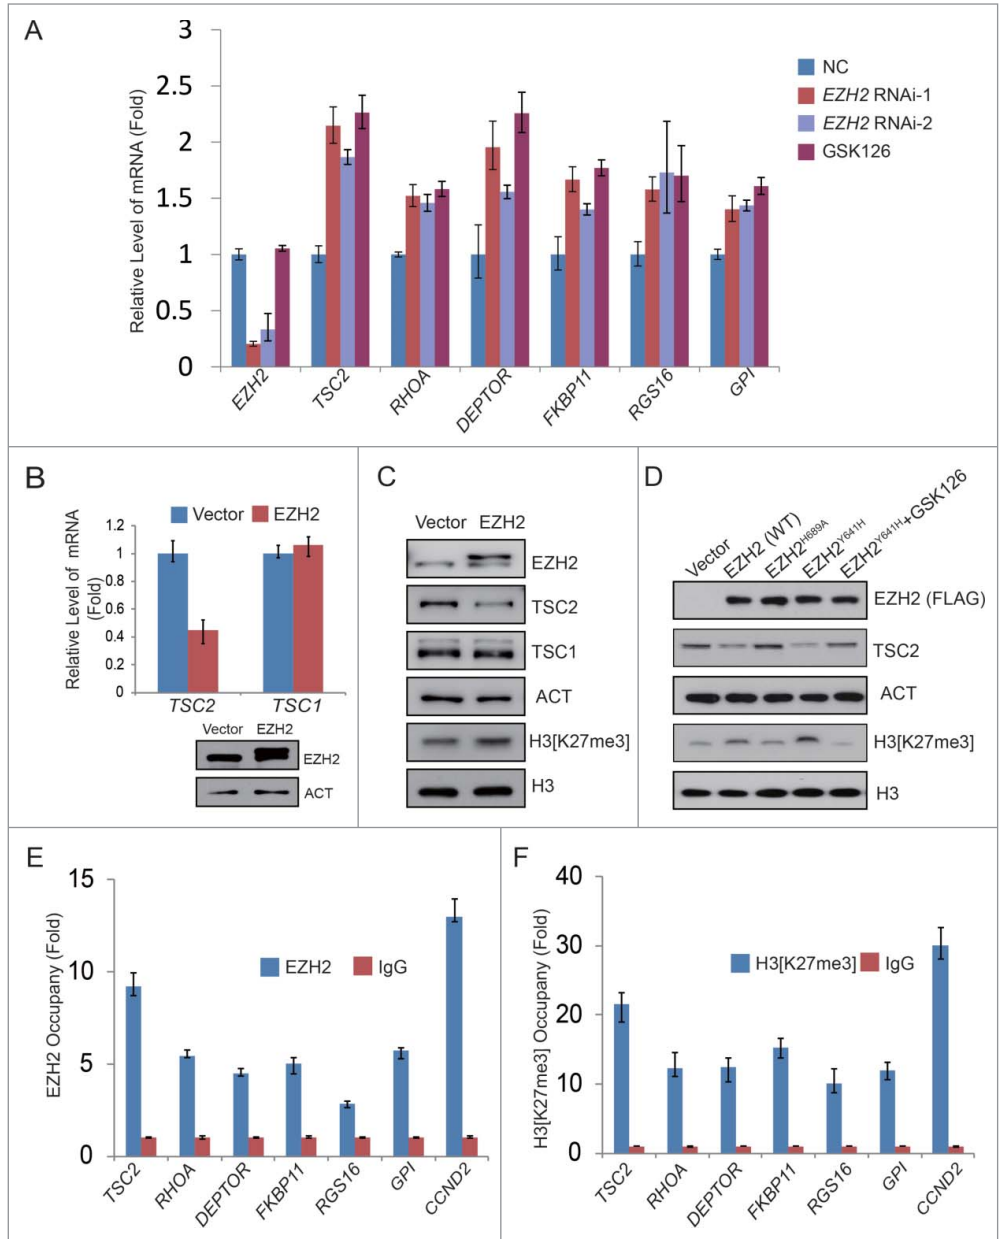 A
3
2.5
2
1.5
1
0.5
0
Relative Level of mRNA (Fold)
NC
EZH2 RNAi-1
EZH2 RNAi-2
GSK126
EZH2
TSC2
RHOA
DEPTOR
FKBP11
RGS16
GPI
B
Vector
EZH2
1.2
1
0.8
0.6
0.4
0.2
0
Relative Level of mRNA
(Fold)
TSC2
TSC1
Vector EZH2
EZH2
ACT
C
Vector EZH2
EZH2
TSC2
TSC1
ACT
H3[K27me3]
H3
D
Vector
EZH2 (WT)
EZH2H689A
EZH2Y641H
EZH2Y641H+GSK126
EZH2 (FLAG)
TSC2
ACT
H3[K27me3]
H3
E
15
10
5
0
EZH2 Occupany (Fold)
EZH2
IgG
TSC2
RHOA
DEPTOR
FKBP11
RGS16
GPI
CCND2
F
40
30
20
10
0
H3[K27me3] Occupany (Fold)
H3[K27me3]
IgG
TSC2
RHOA
DEPTOR
FKBP11
RGS16
GPI
CCND2